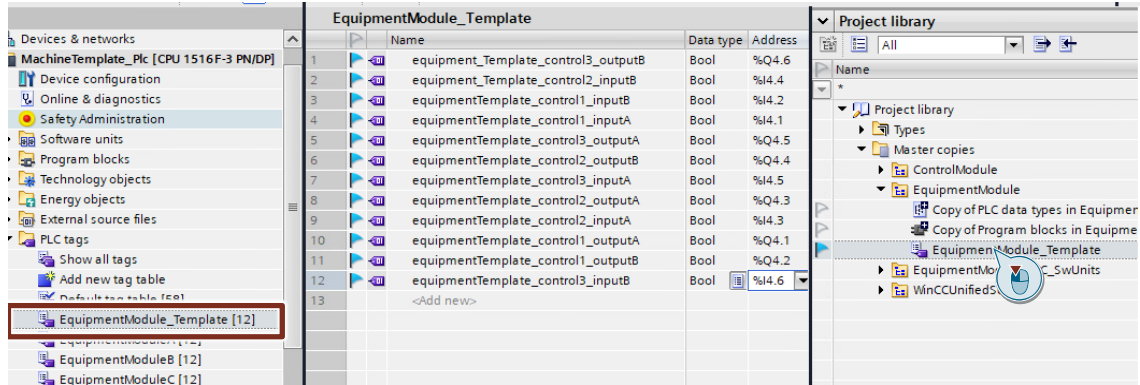 Devices & networks
MachineTemplate_Plc [CPU 1516F-3 PN/DP]
Device configuration
Online & diagnostics
Safety Administration
Software units
Program blocks
Technology objects
Energy objects
External source files
PLC tags
Show all tags
Add new tag table
Default tag table [58]
EquipmentModule_Template [12]
EquipmentModuleA [12]
EquipmentModuleB [12]
EquipmentModuleC [12]
EquipmentModule_Template
Name Data type Address
1 equipment_Template_control3_outputB Bool %Q4.6
2 equipmentTemplate_control2_inputB Bool %I4.4
3 equipmentTemplate_control1_inputB Bool %I4.2
4 equipmentTemplate_control1_inputA Bool %I4.1
5 equipmentTemplate_control3_outputA Bool %Q4.5
6 equipmentTemplate_control2_outputB Bool %Q4.4
7 equipmentTemplate_control3_inputA Bool %I4.5
8 equipmentTemplate_control2_outputA Bool %Q4.3
9 equipmentTemplate_control2_inputA Bool %I4.3
10 equipmentTemplate_control1_outputA Bool %Q4.1
11 equipmentTemplate_control1_outputB Bool %Q4.2
12 equipmentTemplate_control3_inputB Bool %I4.6
13 <Add new>
Project library
All
Name
*
Project library
Types
Master copies
ControlModule
EquipmentModule
Copy of PLC data types in Equipmen
Copy of Program blocks in Equipme
EquipmentModule_Template
EquipmentMo C_SwUnits
WinCCUnifiedS